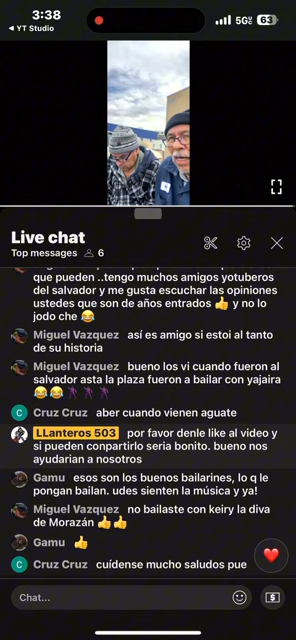 3:38
5GE 63
◀ YT Studio
Live chat
Top messages 6
que pueden ..tengo muchos amigos yotuberos
del salvador y me gusta escuchar las opiniones
ustedes que son de años entrados 👍 y no lo
jodo che 😂
Miguel Vazquez así es amigo si estoi al tanto
de su historia
Miguel Vazquez bueno los vi cuando fueron al
salvador asta la plaza fueron a bailar con yajaira
😂😂🕺🕺🕺
C Cruz Cruz aber cuando vienen aguate
LLanteros 503 por favor denle like al video y
si pueden conpartirlo seria bonito. bueno nos
ayudarian a nosotros
Gamu esos son los buenos bailarines, lo q le
pongan bailan. udes sienten la música y ya!
Miguel Vazquez no bailaste con keiry la diva
de Morazán 👍👍
Gamu 👍
C Cruz Cruz cuídense mucho saludos pue
Chat...